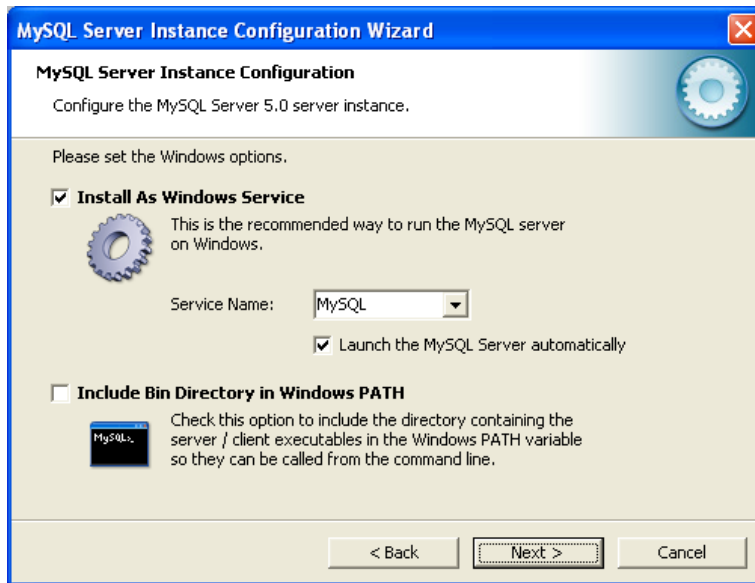 MySQL Server Instance Configuration Wizard
MySQL Server Instance Configuration
Configure the MySQL Server 5.0 server instance.
Please set the Windows options.
Install As Windows Service
This is the recommended way to run the MySQL server
on Windows.
Service Name: MySQL
Launch the MySQL Server automatically
Include Bin Directory in Windows PATH
MySQL>_
Check this option to include the directory containing the
server / client executables in the Windows PATH variable
so they can be called from the command line.
< Back Next > Cancel